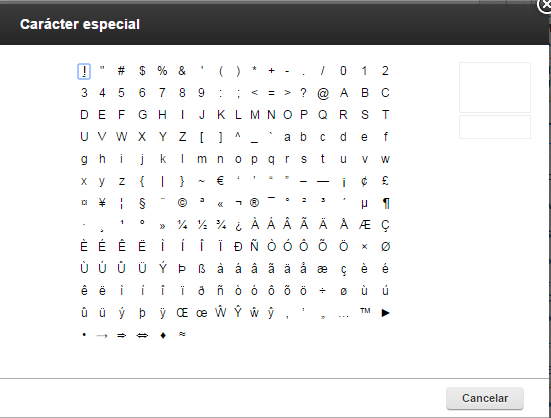 Carácter especial
! " # $ % & ' ( ) * + - . / 0 1 2
3 4 5 6 7 8 9 : ; < = > ? @ A B C
D E F G H I J K L M N O P Q R S T
U V W X Y Z [ ] ^ _ ` a b c d e f
g h i j k l m n o p q r s t u v w
x y z { | } ~ € ‘ ’ “ ” – — ¡ ¢ £
¤ ¥ ¦ § ¨ © ª « ¬ ® ¯ ° ² ³ ´ µ ¶
· ¸ ¹ º » ¼ ½ ¾ ¿ À Á Â Ã Ä Å Æ Ç
È É Ê Ë Ì Í Î Ï Ð Ñ Ò Ó Ô Õ Ö × Ø
Ù Ú Û Ü Ý Þ ß à á â ã ä å æ ç è é
ê ë ì í î ï ð ñ ò ó ô õ ö ÷ ø ù ú
û ü ý þ ÿ Œ œ Ŵ Ŷ ŵ ŷ ‚ ‛ „ … ™ ►
• → ⇒ ⇔ ♦ ≈
Cancelar